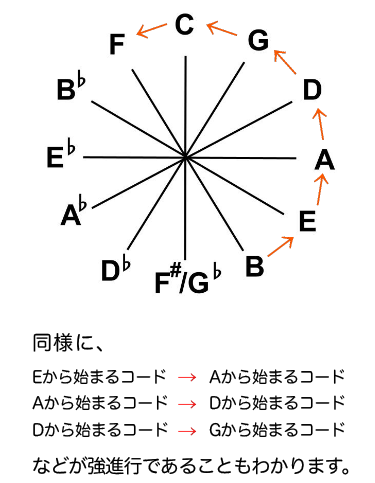 C
F
G
B♭
D
E♭
A
A♭
E
D♭
B
F#/G♭
同様に、
Eから始まるコード → Aから始まるコード
Aから始まるコード → Dから始まるコード
Dから始まるコード → Gから始まるコード
などが強進行であることもわかります。